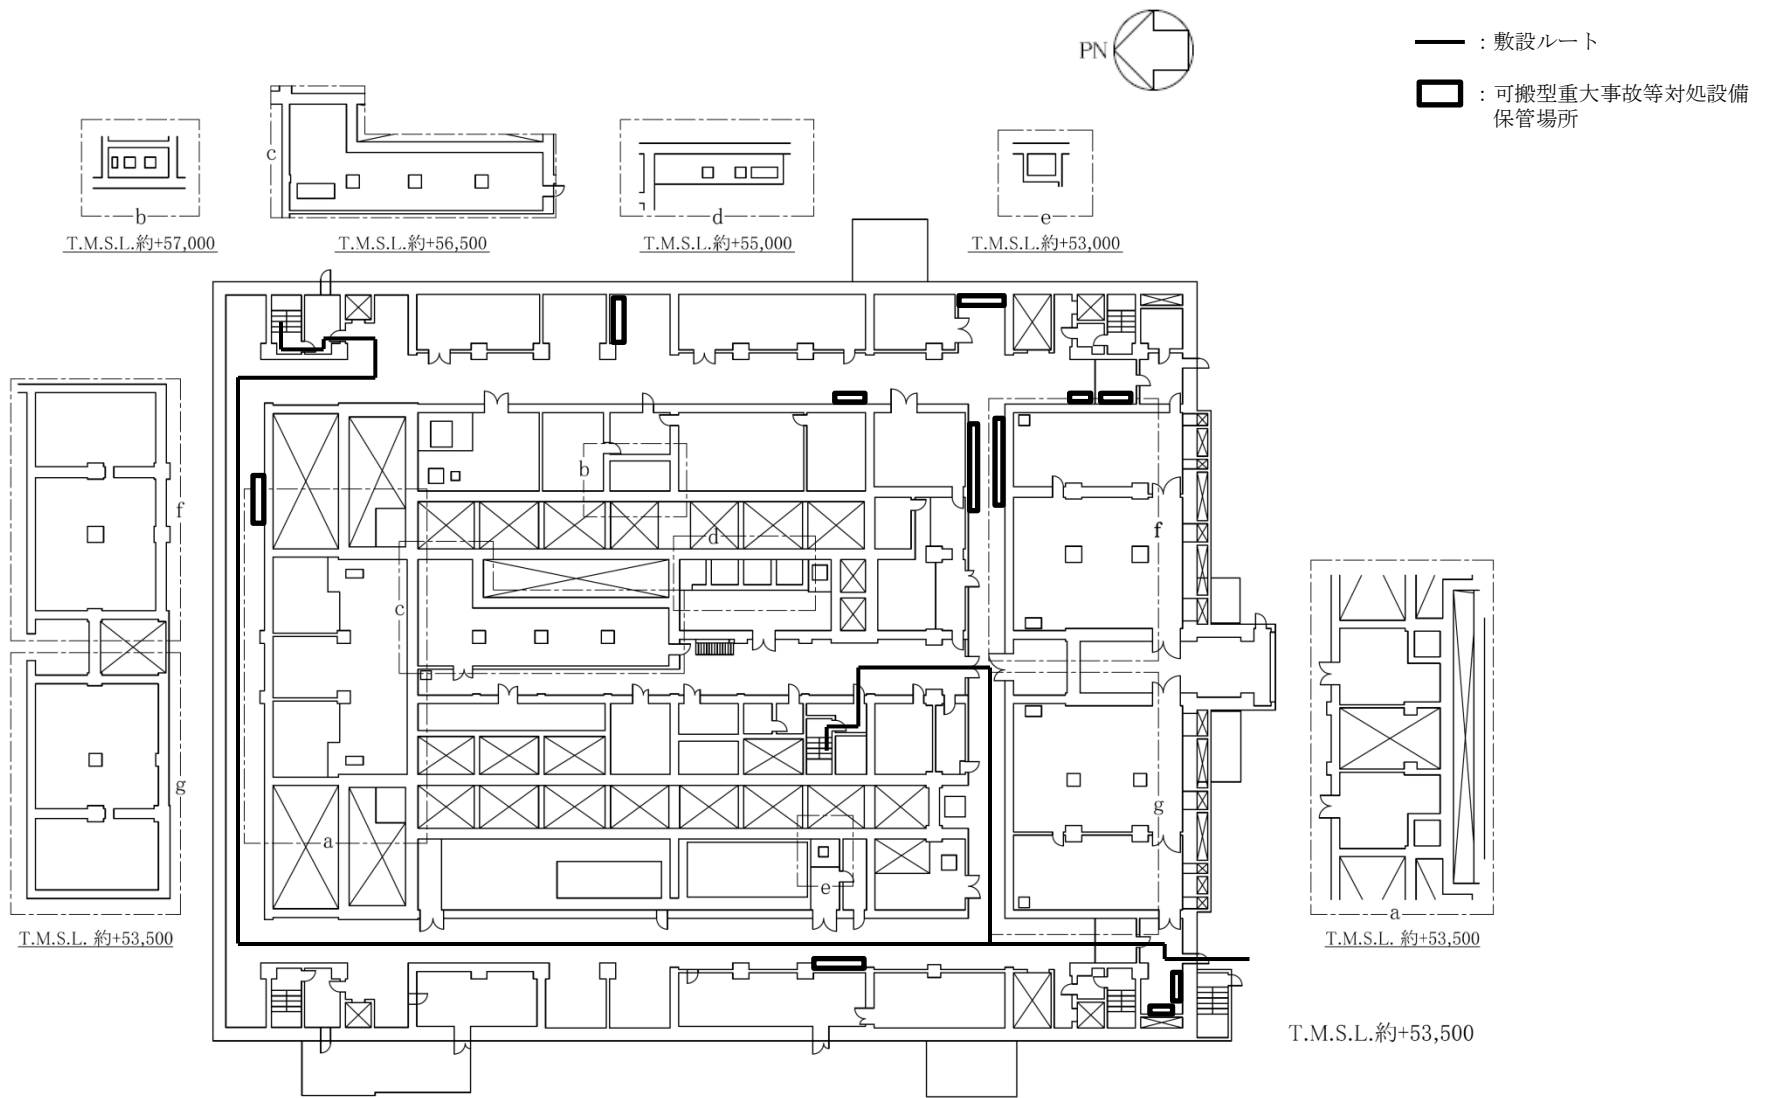 PN
：敷設ルート
：可搬型重大事故等対処設備
保管場所
c
b
d
e
T.M.S.L.約+57,000
T.M.S.L.約+56,500
T.M.S.L.約+55,000
T.M.S.L.約+53,000
b
f
f
d
c
g
g
a
e
a
T.M.S.L. 約+53,500
T.M.S.L. 約+53,500
T.M.S.L.約+53,500